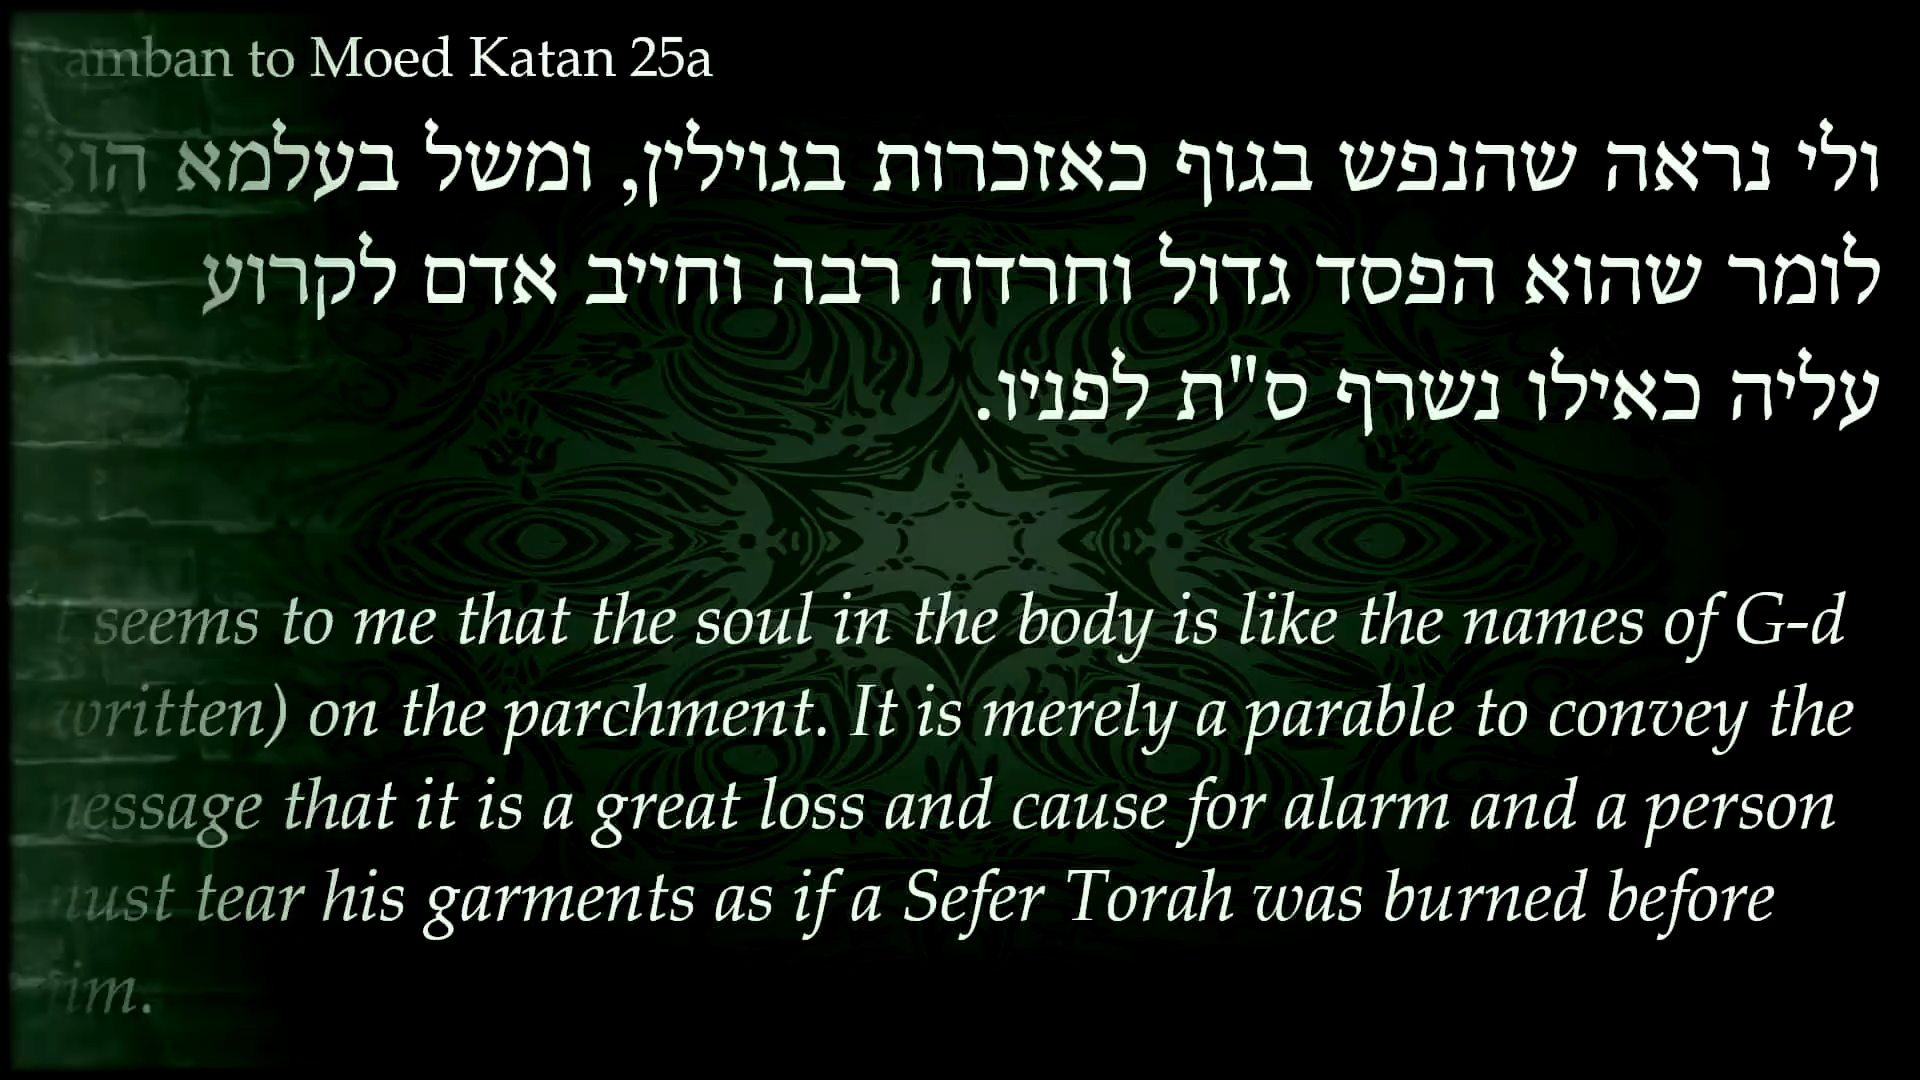 Ramban to Moed Katan 25a
ולי נראה שהנפש בגוף כאזכרות בגוילין, ומשל בעלמא הוא
לומר שהוא הפסד גדול וחרדה רבה וחייב אדם לקרוע
עליה כאילו נשרף ס"ת לפניו.
It seems to me that the soul in the body is like the names of G-d
(written) on the parchment. It is merely a parable to convey the
message that it is a great loss and cause for alarm and a person
must tear his garments as if a Sefer Torah was burned before
him.